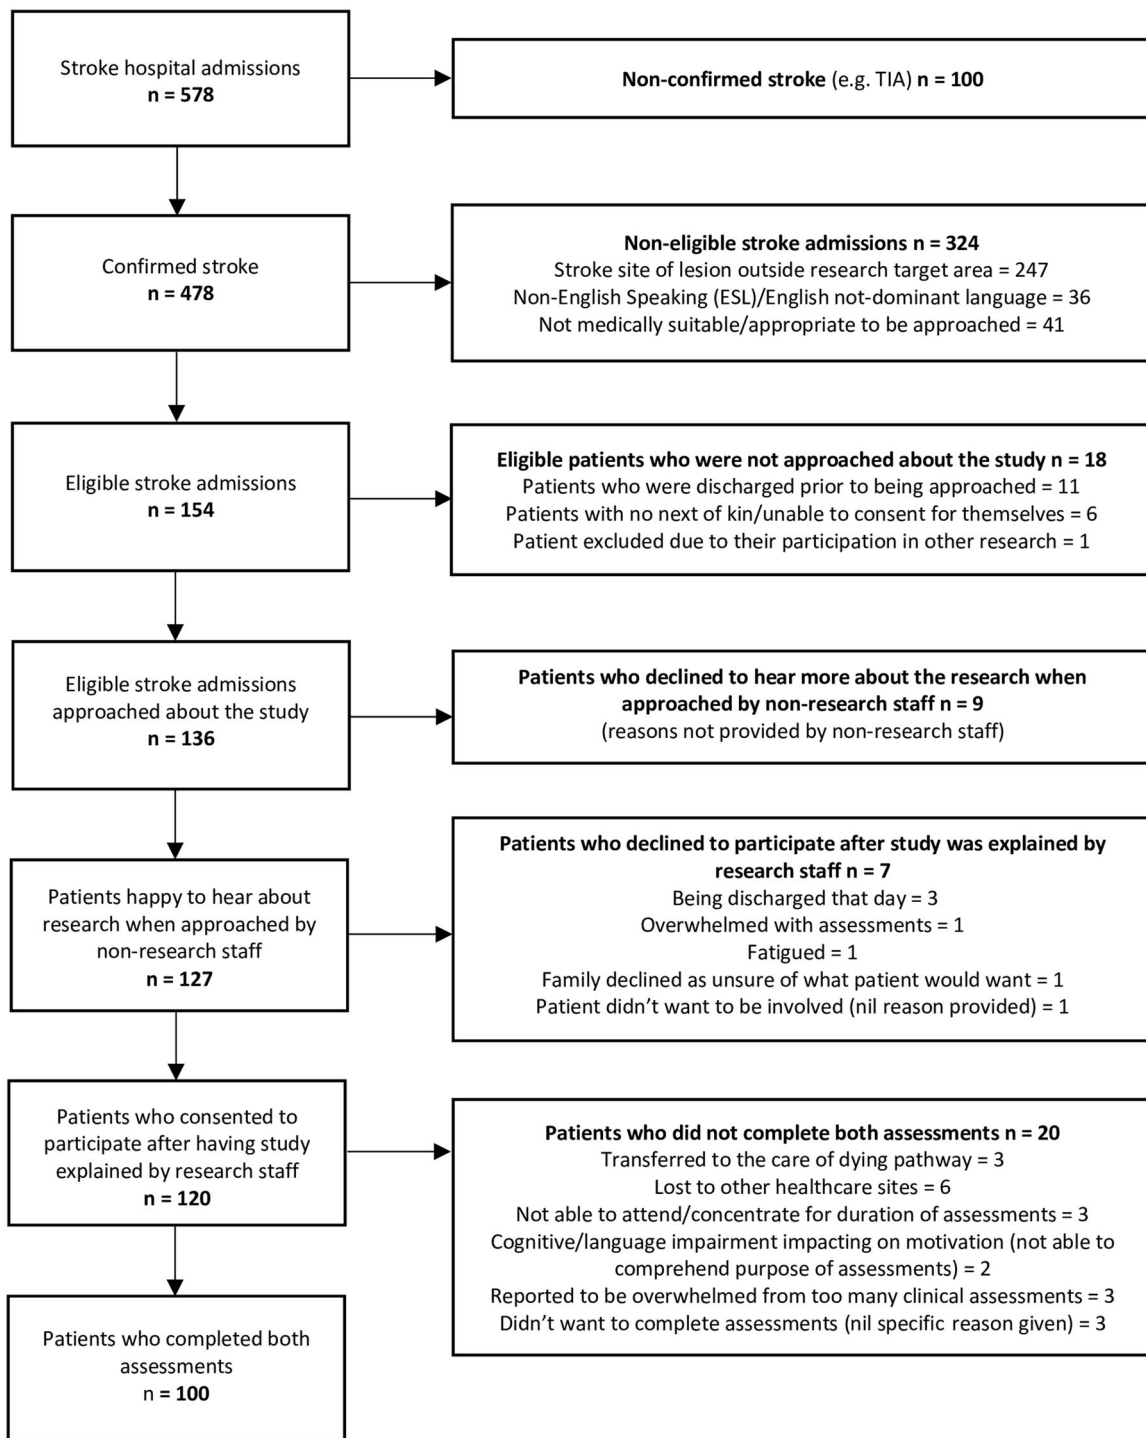 Stroke hospital admissions
n = 578
Non-confirmed stroke (e.g. TIA) n = 100
Confirmed stroke
n = 478
Non-eligible stroke admissions n = 324
Stroke site of lesion outside research target area = 247
Non-English Speaking (ESL)/English not-dominant language = 36
Not medically suitable/appropriate to be approached = 41
Eligible stroke admissions
n = 154
Eligible patients who were not approached about the study n = 18
Patients who were discharged prior to being approached = 11
Patients with no next of kin/unable to consent for themselves = 6
Patient excluded due to their participation in other research = 1
Eligible stroke admissions
approached about the study
n = 136
Patients who declined to hear more about the research when
approached by non-research staff n = 9
(reasons not provided by non-research staff)
Patients happy to hear about
research when approached by
non-research staff
n = 127
Patients who declined to participate after study was explained by
research staff n = 7
Being discharged that day = 3
Overwhelmed with assessments = 1
Fatigued = 1
Family declined as unsure of what patient would want = 1
Patient didn't want to be involved (nil reason provided) = 1
Patients who consented to
participate after having study
explained by research staff
n = 120
Patients who did not complete both assessments n = 20
Transferred to the care of dying pathway = 3
Lost to other healthcare sites = 6
Not able to attend/concentrate for duration of assessments = 3
Cognitive/language impairment impacting on motivation (not able to
comprehend purpose of assessments) = 2
Reported to be overwhelmed from too many clinical assessments = 3
Didn't want to complete assessments (nil specific reason given) = 3
Patients who completed both
assessments
n = 100